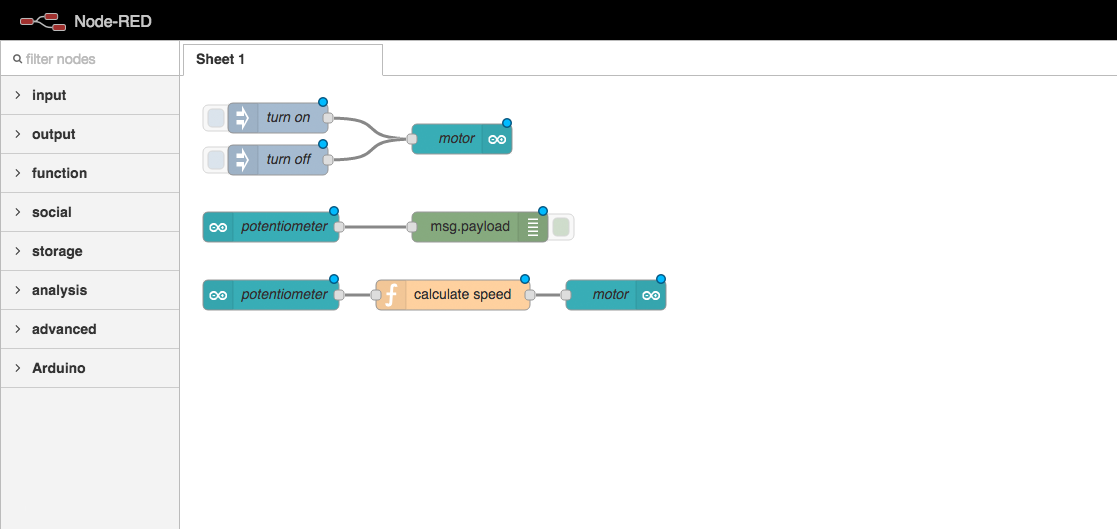 Node-RED
filter nodes
Sheet 1
input
output
function
social
storage
analysis
advanced
Arduino
turn on
motor
turn off
potentiometer
msg.payload
potentiometer
calculate speed
motor